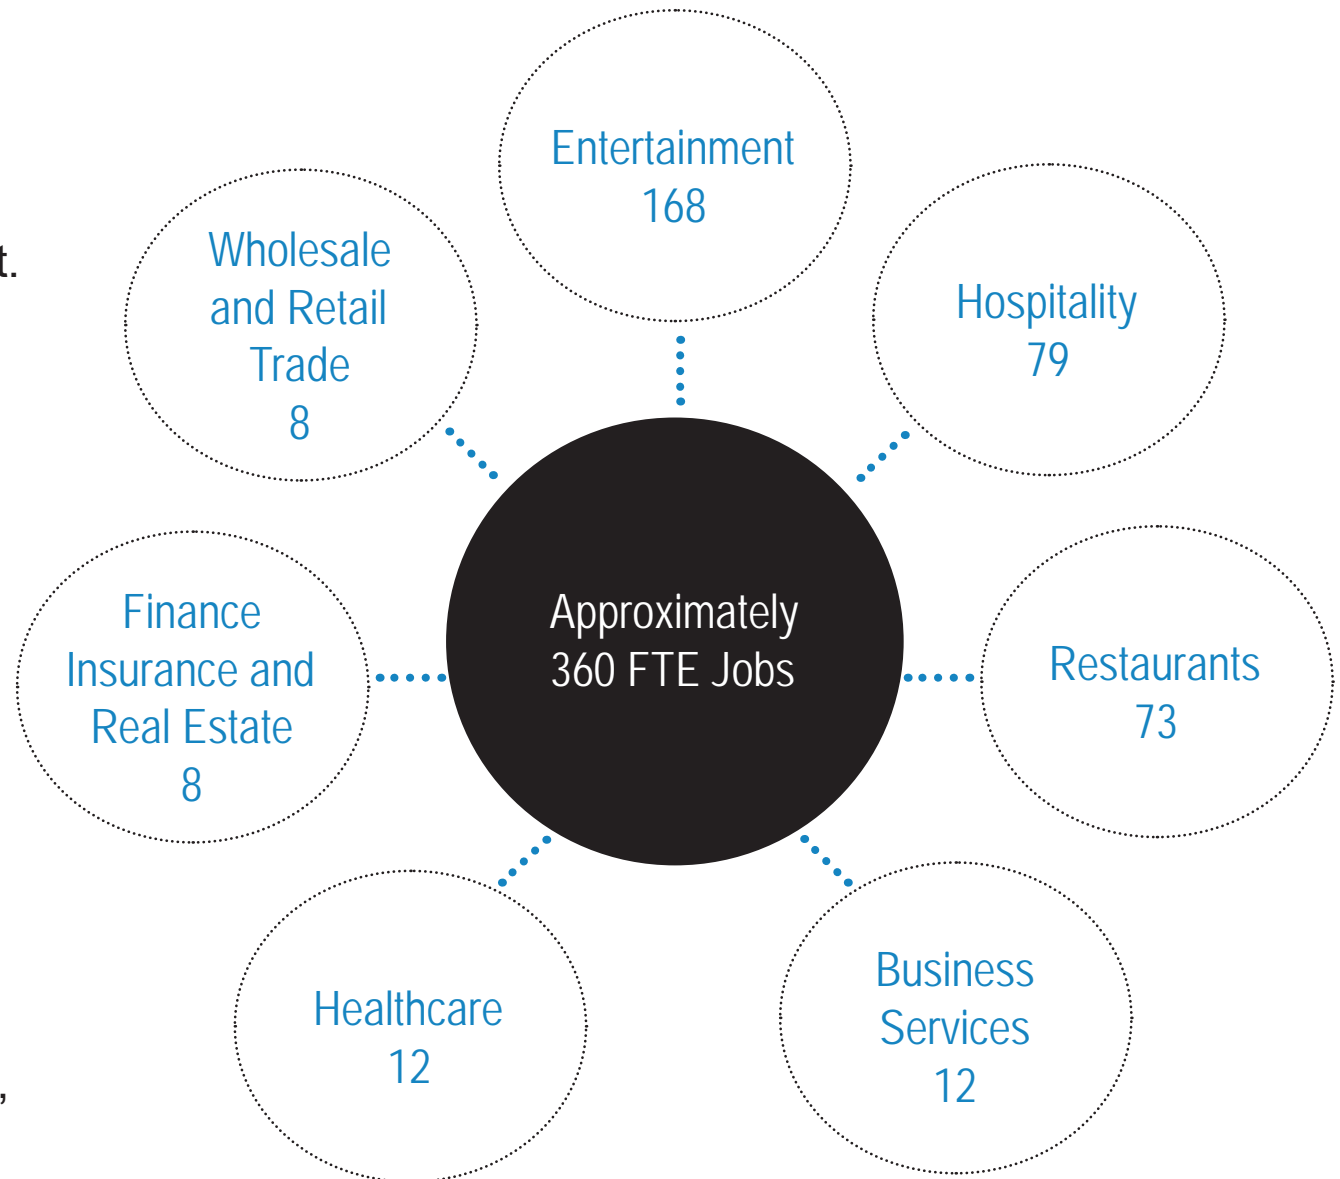 Entertainment
168
Hospitality
79
Restaurants
73
Business
Services
12
Healthcare
12
Finance
Insurance and
Real Estate
8
Wholesale
and Retail
Trade
8
Approximately
360 FTE Jobs
t.
,